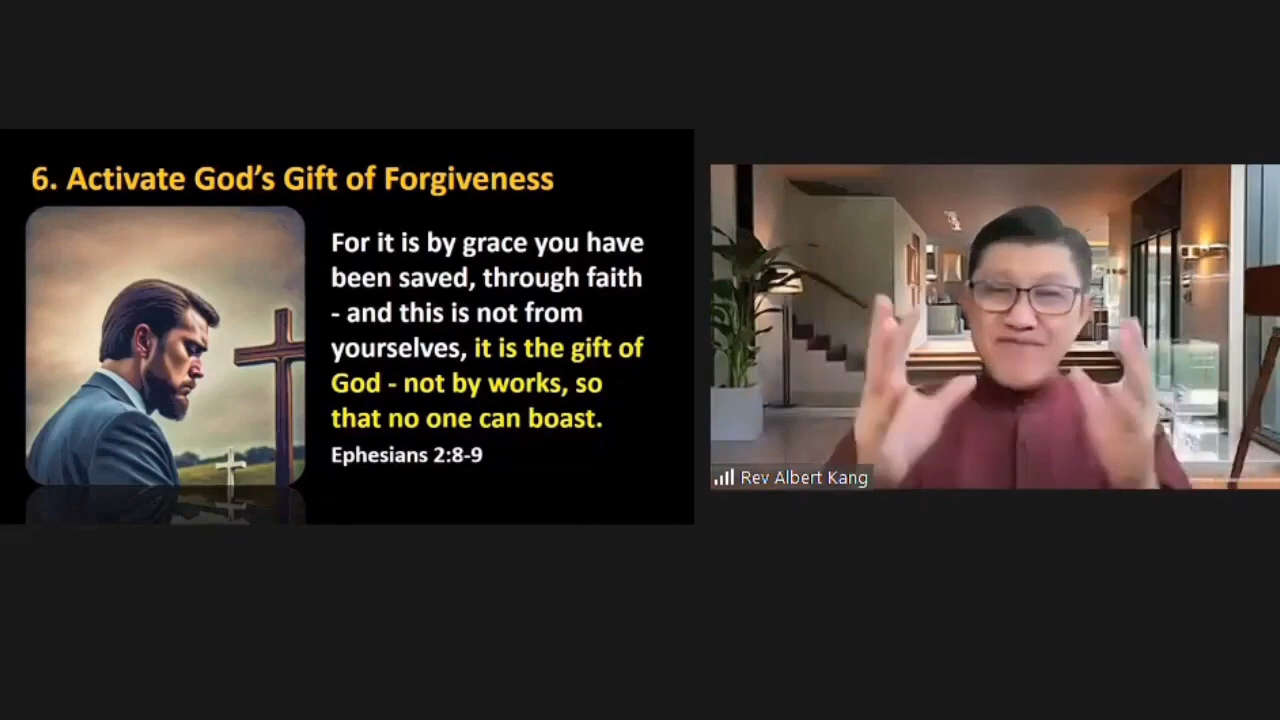 6. Activate God’s Gift of Forgiveness
For it is by grace you have
been saved, through faith
- and this is not from
yourselves, it is the gift of
God - not by works, so
that no one can boast.
Ephesians 2:8-9
Rev Albert Kang